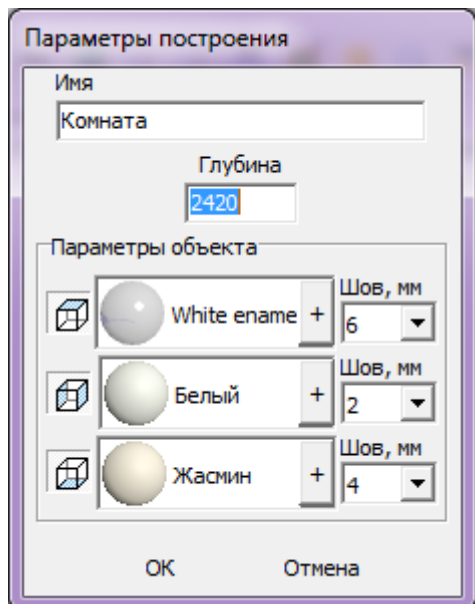 Параметры построения
Имя
Комната
Глубина
2420
Параметры объекта
White ename + Шов, мм 6
Белый + Шов, мм 2
Жасмин + Шов, мм 4
ОК Отмена